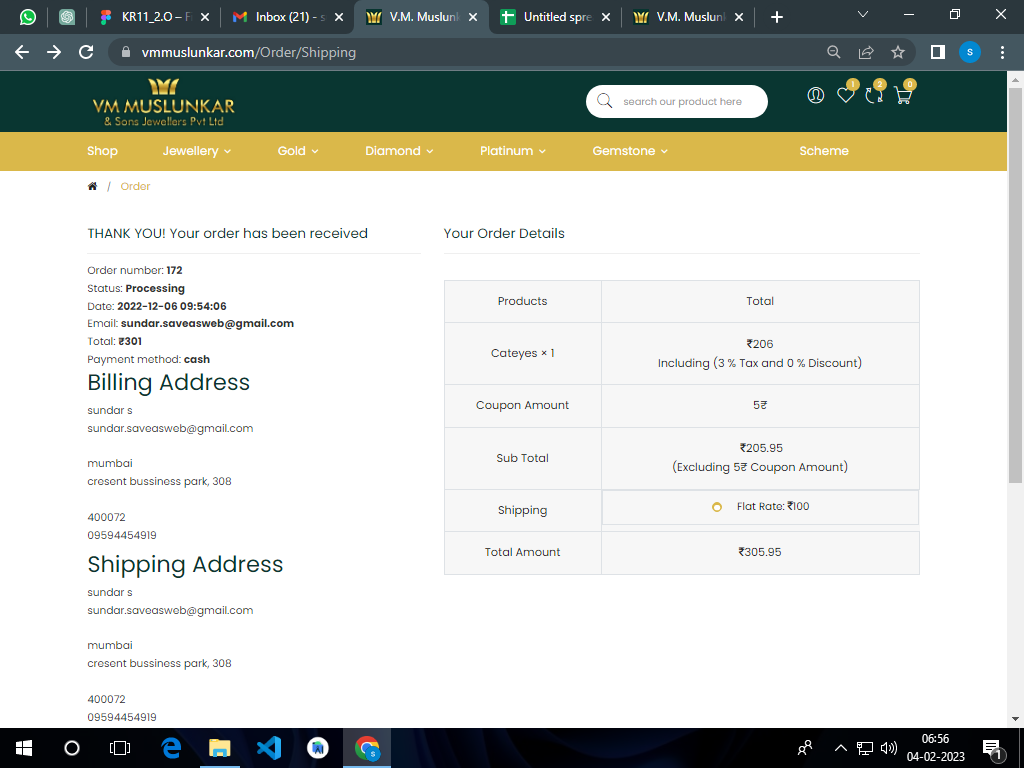 KR11_2.O – F
Inbox (21) - s
V.M. Muslun
Untitled spre
V.M. Muslun
vmmuslunkar.com/Order/Shipping
S
VM MUSLUNKAR
& Sons Jewellers Pvt Ltd
search our product here
1
2
0
Shop
Jewellery
Gold
Diamond
Platinum
Gemstone
Scheme
/ Order
THANK YOU! Your order has been received
Order number: 172
Status: Processing
Date: 2022-12-06 09:54:06
Email: sundar.saveasweb@gmail.com
Total: ₹301
Payment method: cash
Billing Address
sundar s
sundar.saveasweb@gmail.com
mumbai
cresent bussiness park, 308
400072
09594454919
Shipping Address
sundar s
sundar.saveasweb@gmail.com
mumbai
cresent bussiness park, 308
400072
09594454919
Your Order Details
Products
Total
Cateyes × 1
₹206
Including (3 % Tax and 0 % Discount)
Coupon Amount
5₹
Sub Total
₹205.95
(Excluding 5₹ Coupon Amount)
Shipping
Flat Rate: ₹100
Total Amount
₹305.95
S
06:56
04-02-2023
1